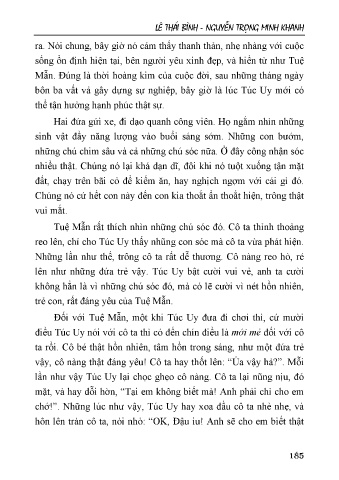 LÊ THÁI BÌNH - NGUYỄN TRỌNG MINH KHANH
ra. Nói chung, bây giờ nó cảm thấy thanh thản, nhẹ nhàng với cuộc
sống ổn định hiện tại, bên người yêu xinh đẹp, và hiền từ như Tuệ
Mẫn. Đúng là thời hoàng kim của cuộc đời, sau những tháng ngày
bôn ba vất vả gây dựng sự nghiệp, bây giờ là lúc Túc Uy mới có
thể tận hưởng hạnh phúc thật sự.
Hai đứa gửi xe, đi dạo quanh công viên. Họ ngắm nhìn những
sinh vật đầy năng lượng vào buổi sáng sớm. Những con bướm,
những chú chim sâu và cả những chú sóc nữa. Ở đây công nhận sóc
nhiều thật. Chúng nó lại khá dạn dĩ, đôi khi nó tuột xuống tận mặt
đất, chạy trên bãi cỏ để kiếm ăn, hay nghịch ngợm với cái gì đó.
Chúng nó cứ hết con này đến con kia thoắt ẩn thoắt hiện, trông thật
vui mắt.
Tuệ Mẫn rất thích nhìn những chú sóc đó. Cô ta thỉnh thoảng
reo lên, chỉ cho Túc Uy thấy những con sóc mà cô ta vừa phát hiện.
Những lần như thế, trông cô ta rất dễ thương. Cô nàng reo hò, ré
lên như những đứa trẻ vậy. Túc Uy bật cười vui vẻ, anh ta cười
không hẳn là vì những chú sóc đó, mà có lẽ cười vì nét hồn nhiên,
trẻ con, rất đáng yêu của Tuệ Mẫn.
Đối với Tuệ Mẫn, một khi Túc Uy đưa đi chơi thì, cứ mười
điều Túc Uy nói với cô ta thì có đến chín điều là mới mẻ đối với cô
ta rồi. Cô bé thật hồn nhiên, tâm hồn trong sáng, như một đứa trẻ
vậy, cô nàng thật đáng yêu! Cô ta hay thốt lên: “Ủa vậy hả?”. Mỗi
lần như vậy Túc Uy lại chọc ghẹo cô nàng. Cô ta lại nũng nịu, đỏ
mặt, và hay dỗi hờn, “Tại em không biết mà! Anh phải chỉ cho em
chớ!”. Những lúc như vậy, Túc Uy hay xoa đầu cô ta nhè nhẹ, và
hôn lên trán cô ta, nói nhỏ: “OK, Dậu iu! Anh sẽ cho em biết thật
185